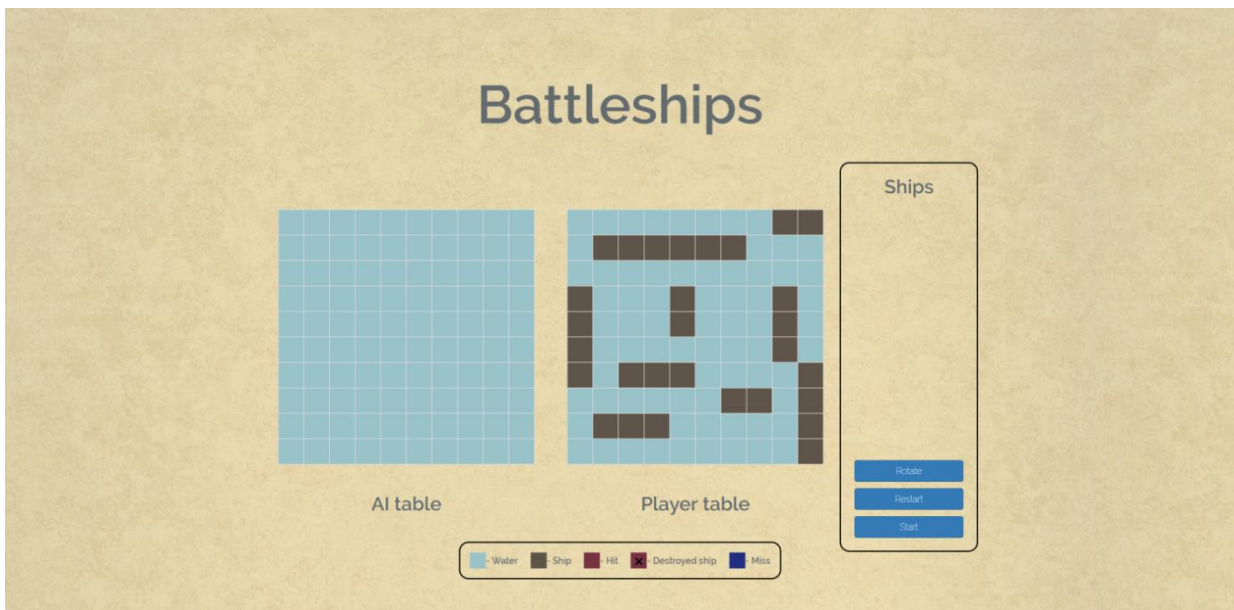 Battleships
Ships
Rotate
Restart
Start
AI table
Player table
- Water - Ship - Hit - Destroyed ship - Miss